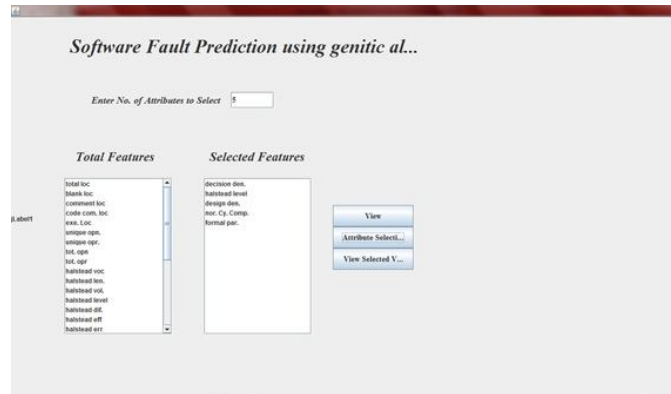 Software Fault Prediction using genitic al...
Enter No. of Attributes to Select 5
Total Features
Selected Features
total loc
blank loc
comment loc
code com. loc
exe. Loc
unique opn.
unique opr.
tot. opn
tot. opr
halstead voc
halstead len.
halstead vol.
halstead level
halstead dif.
halstead eff
halstead err
decision den.
halstead level
design den.
nor. Cy. Comp.
formal par.
jLabel1
View
Attribute Selecti...
View Selected V...